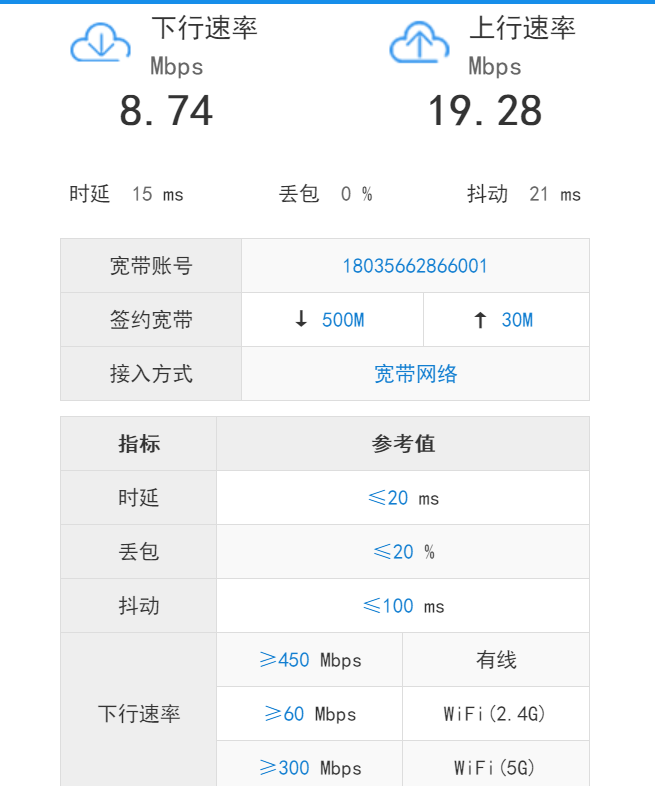 下行速率 上行速率
Mbps Mbps
8.74 19.28
时延 15 ms 丢包 0 % 抖动 21 ms
宽带账号 18035662866001
签约宽带 ↓ 500M ↑ 30M
接入方式 宽带网络
指标 参考值
时延 ≤20 ms
丢包 ≤20 %
抖动 ≤100 ms
≥450 Mbps 有线
下行速率 ≥60 Mbps WiFi(2.4G)
≥300 Mbps WiFi(5G)